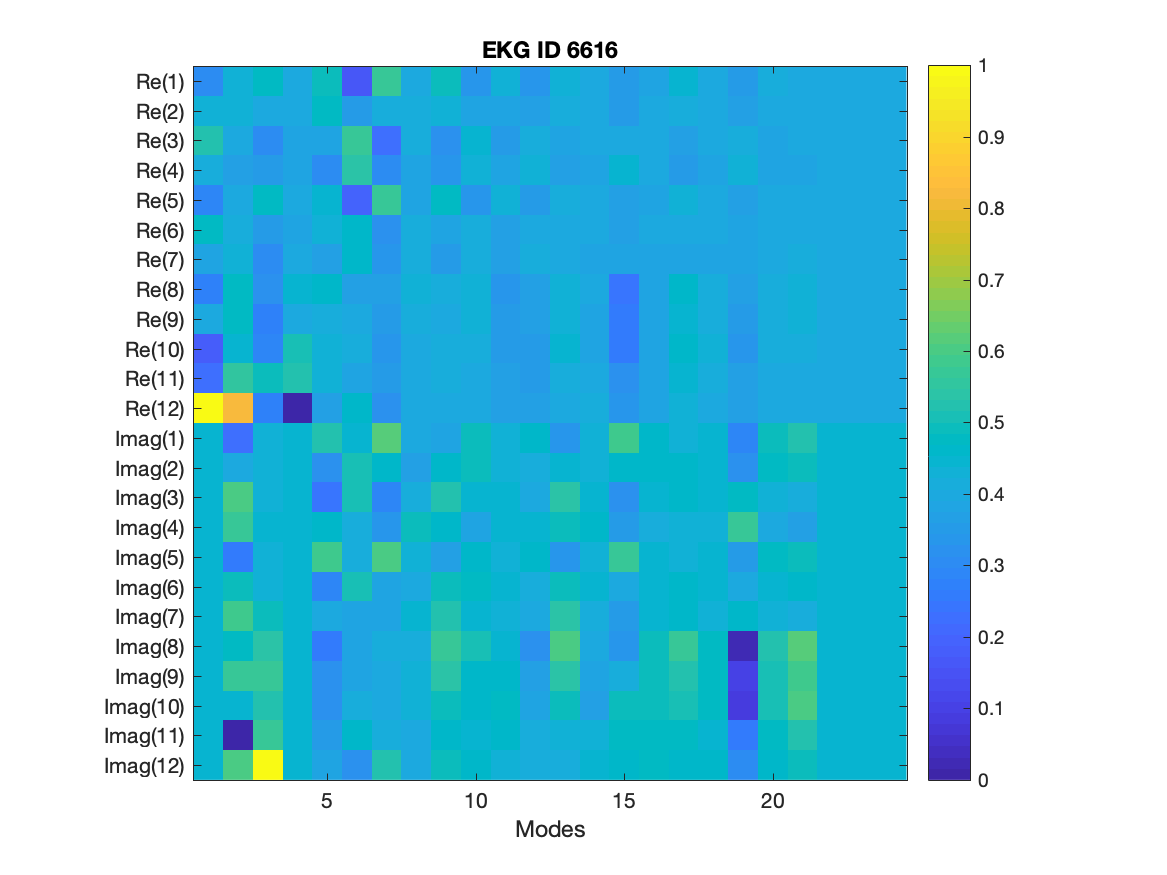 EKG ID 6616
Re(1)
Re(2)
Re(3)
Re(4)
Re(5)
Re(6)
Re(7)
Re(8)
Re(9)
Re(10)
Re(11)
Re(12)
Imag(1)
Imag(2)
Imag(3)
Imag(4)
Imag(5)
Imag(6)
Imag(7)
Imag(8)
Imag(9)
Imag(10)
Imag(11)
Imag(12)
5 10 15 20
Modes
1
0.9
0.8
0.7
0.6
0.5
0.4
0.3
0.2
0.1
0